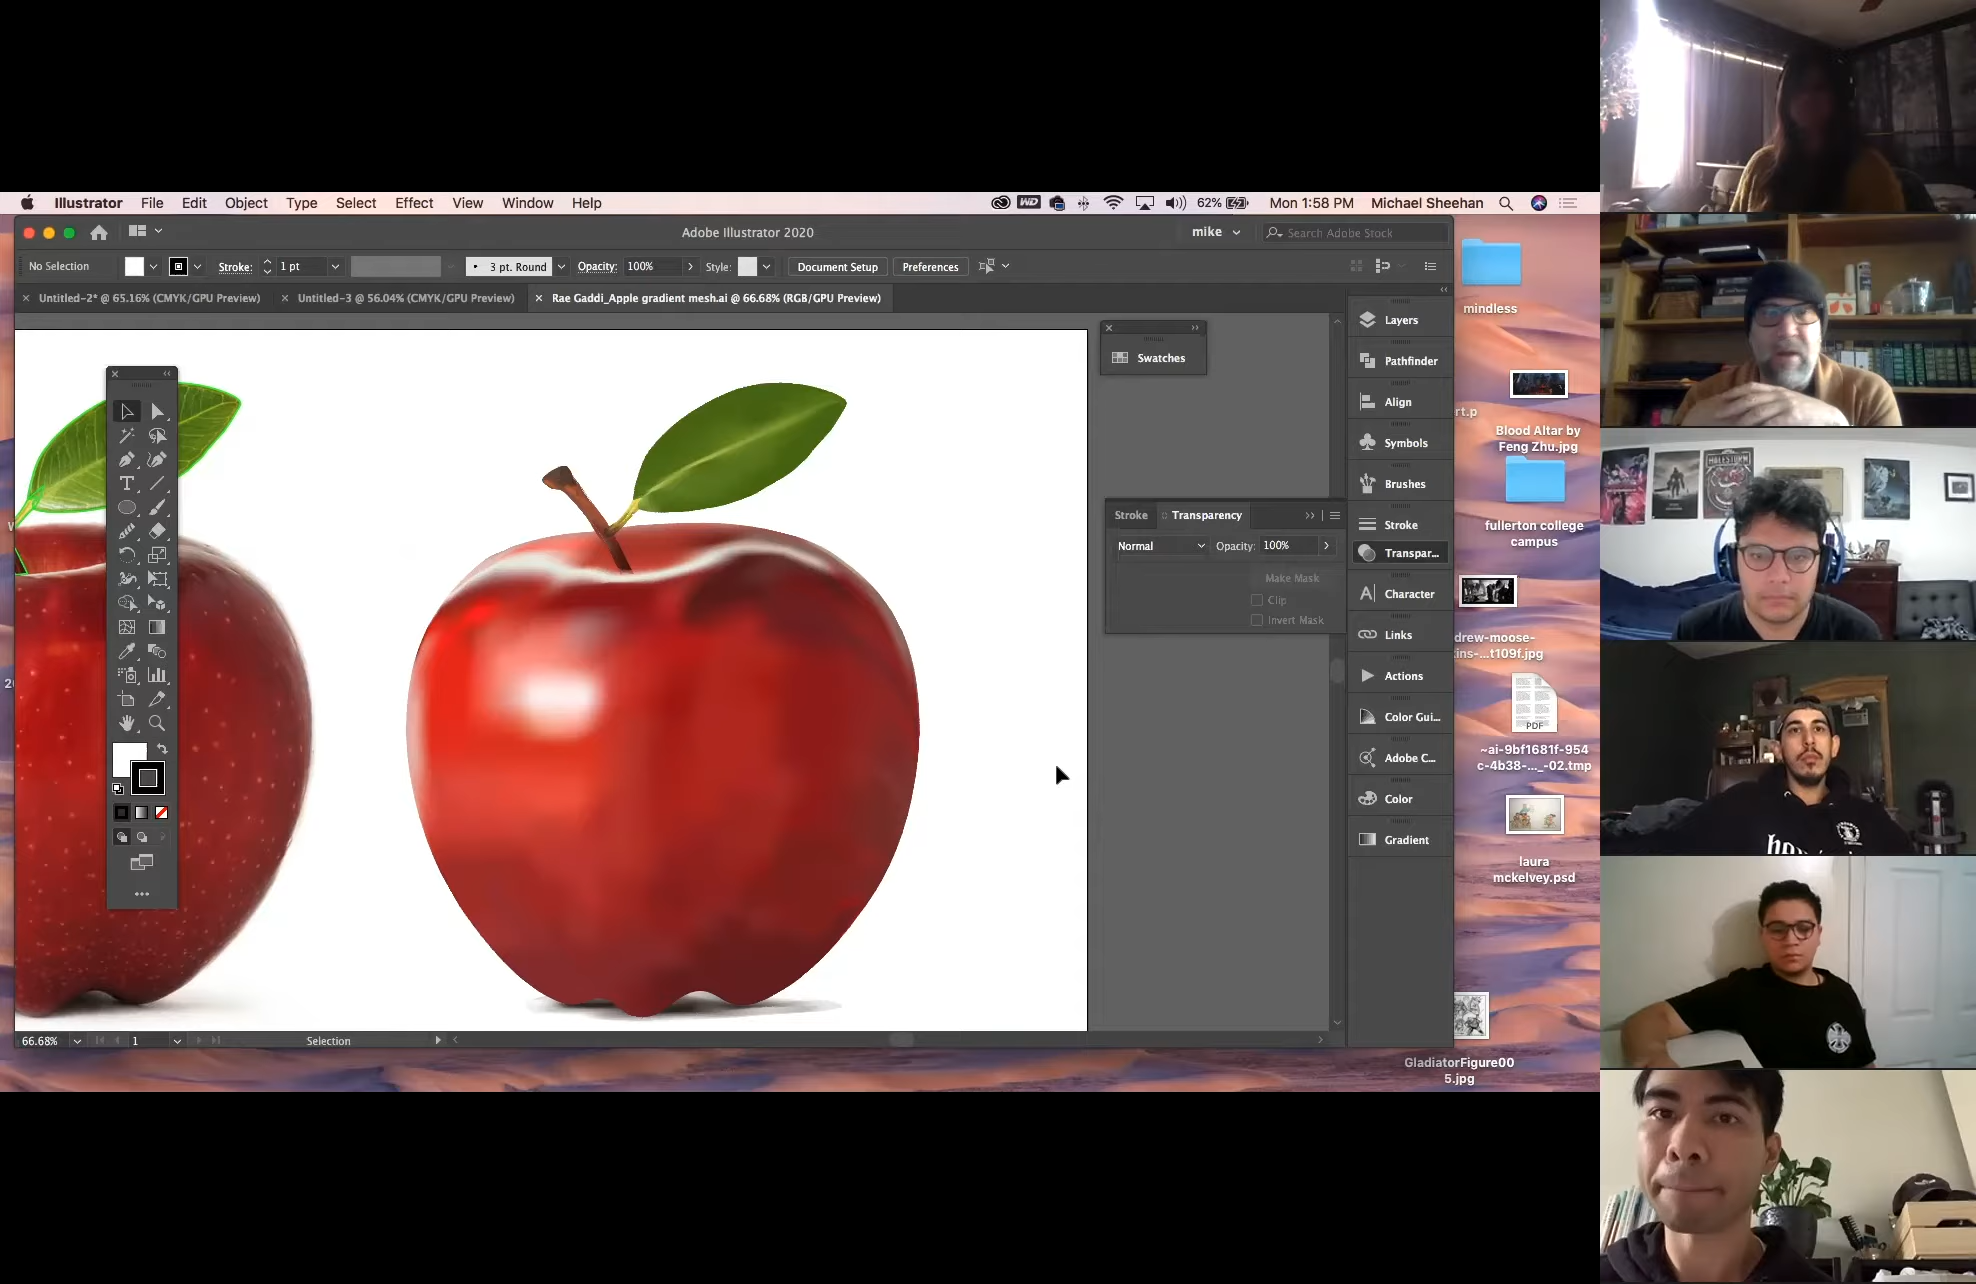 Illustrator File Edit Object Type Select Effect View Window Help
WD 62% Mon 1:58 PM Michael Sheehan
Adobe Illustrator 2020
mike Search Adobe Stock
No Selection Stroke: 1 pt 3 pt. Round Opacity: 100% Style: Document Setup Preferences
Untitled-2* @ 65.16% (CMYK/GPU Preview) Untitled-3 @ 56.04% (CMYK/GPU Preview) Rae Gaddi_Apple gradient mesh.ai @ 66.68% (RGB/GPU Preview)
Swatches
Stroke Transparency
Normal Opacity: 100%
Make Mask
Clip
Invert Mask
Layers
Pathfinder
Align
Symbols
Brushes
Stroke
Transpar...
Character
Links
Actions
Color Gui...
Adobe C...
Color
Gradient
66.68% 1 Selection
mindless
rt.p
Blood Altar by
Feng Zhu.jpg
fullerton college
campus
drew-moose-
ins-...t109f.jpg
PDF
~ai-9bf1681f-954
c-4b38-..._-02.tmp
laura
mckelvey.psd
GladiatorFigure00
5.jpg
HALESTORM